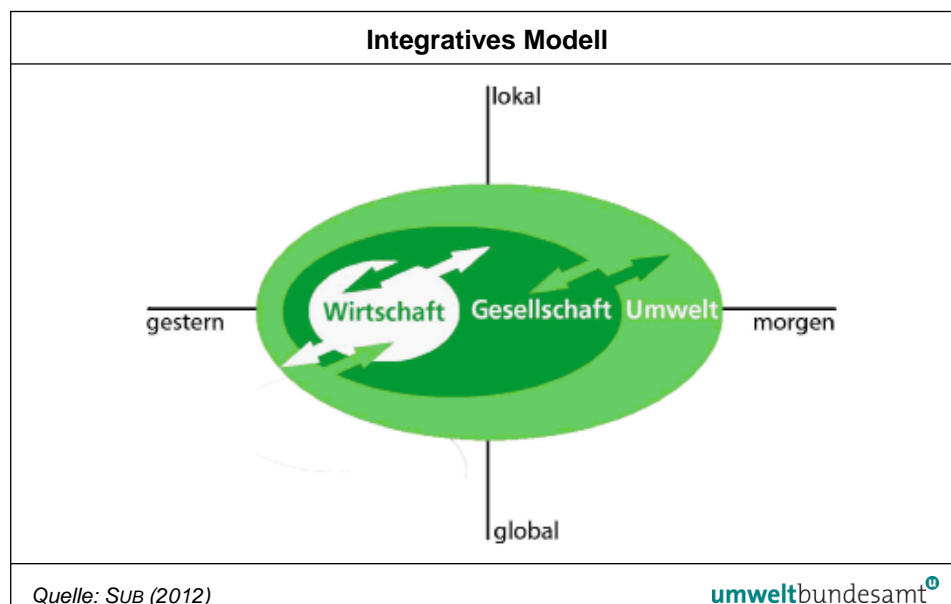 Integratives Modell
lokal
Wirtschaft Gesellschaft Umwelt
gestern morgen
global
Quelle: SUB (2012) umweltbundesamt u